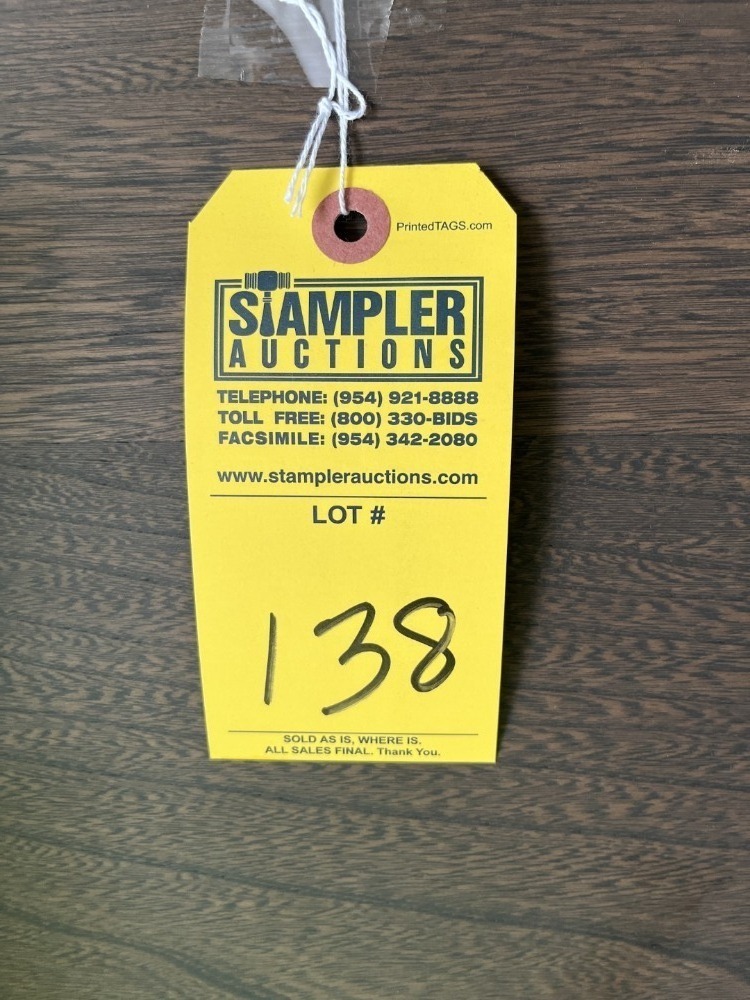 PrintedTAGS.com
STAMPLER
AUCTIONS
TELEPHONE: (954) 921-8888
TOLL FREE: (800) 330-BIDS
FACSIMILE: (954) 342-2080
www.stamplerauctions.com
LOT #
138
SOLD AS IS, WHERE IS.
ALL SALES FINAL. Thank You.